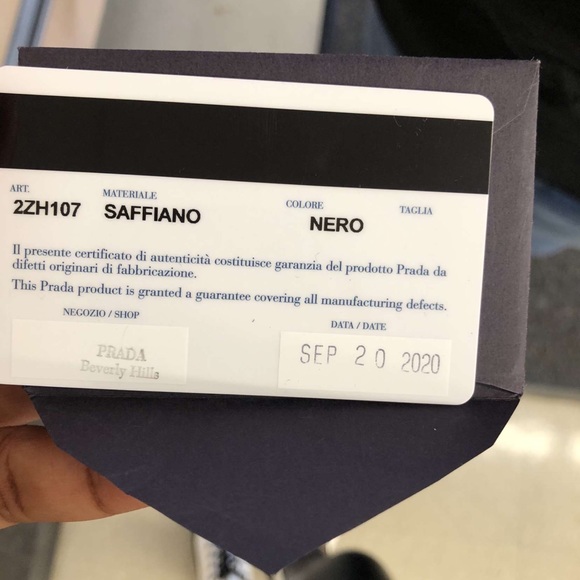 ART. MATERIALE COLORE TAGLIA
2ZH107 SAFFIANO NERO
Il presente certificato di autenticità costituisce garanzia del prodotto Prada da
difetti originari di fabbricazione.
This Prada product is granted a guarantee covering all manufacturing defects.
NEGOZIO / SHOP DATA / DATE
PRADA
Beverly Hills
SEP 20 2020